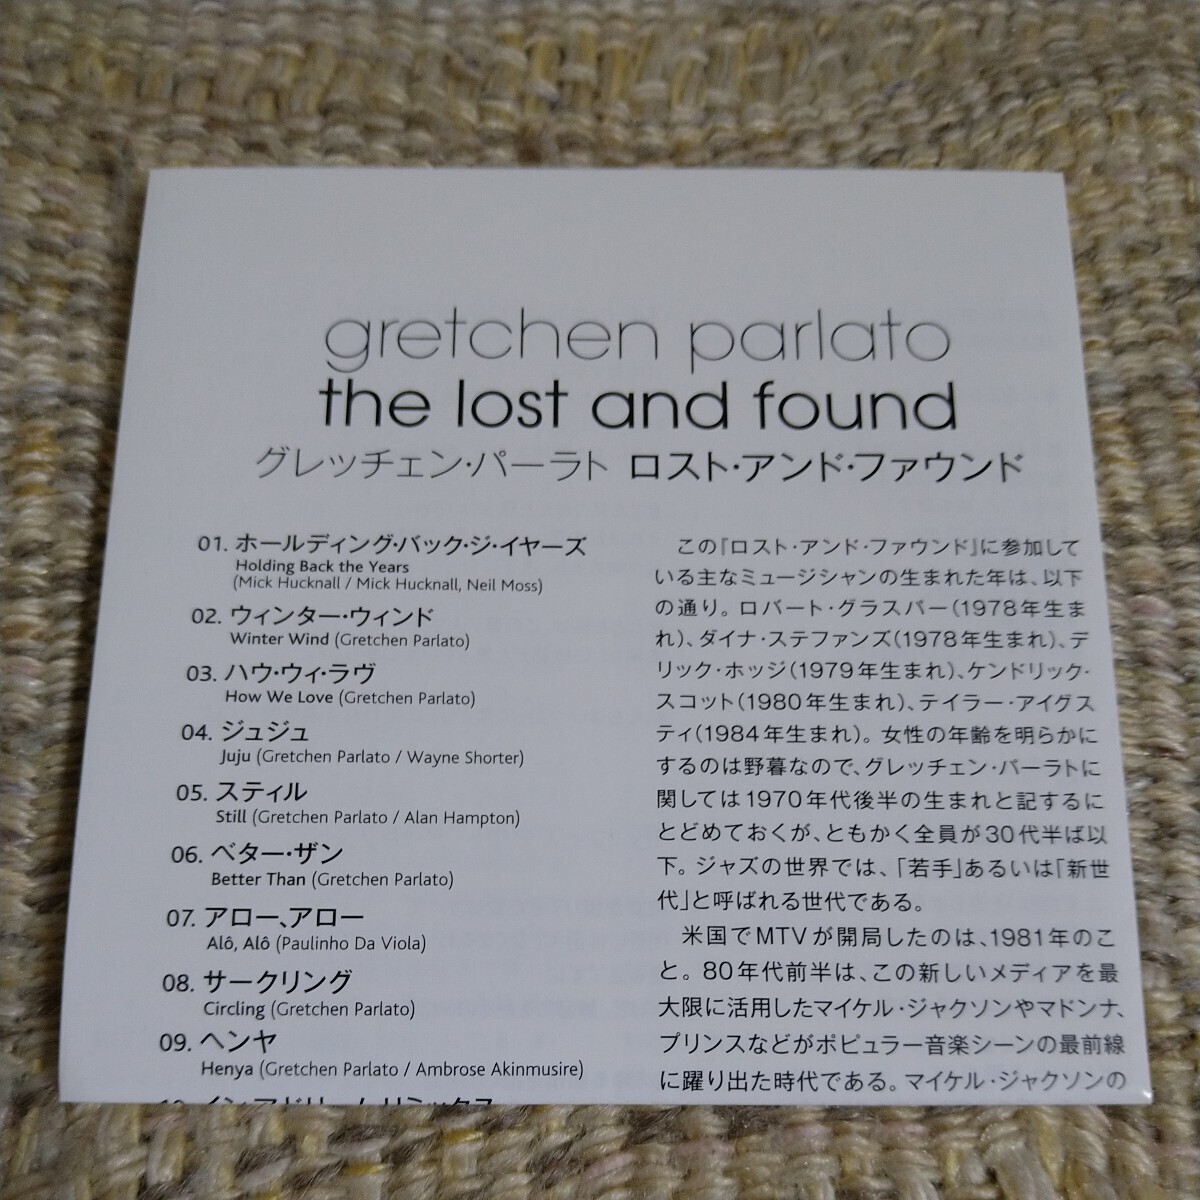 gretchen parlato
the lost and found
グレッチェン・パーラト ロスト・アンド・ファウンド
01. ホールディング・バック・ジ・イヤーズ
Holding Back the Years
(Mick Hucknall / Mick Hucknall, Neil Moss)
02. ウィンター・ウィンド
Winter Wind (Gretchen Parlato)
03. ハウ・ウィ・ラヴ
How We Love (Gretchen Parlato)
04. ジュジュ
Juju (Gretchen Parlato / Wayne Shorter)
05. スティル
Still (Gretchen Parlato / Alan Hampton)
06. ベター・ザン
Better Than (Gretchen Parlato)
07. アロー、アロー
Alô, Alô (Paulinho Da Viola)
08. サークリング
Circling (Gretchen Parlato)
09. ヘンヤ
Henya (Gretchen Parlato / Ambrose Akinmusire)
10. イン・ア・ドリーム・リミックス
この『ロスト・アンド・ファウンド』に参加して
いる主なミュージシャンの生まれた年は、以下
の通り。ロバート・グラスパー(1978年生ま
れ)、ダイナ・ステファンズ(1978年生まれ)、デ
リック・ホッジ(1979年生まれ)、ケンドリック・
スコット(1980年生まれ)、テイラー・アイグス
ティ(1984年生まれ)。女性の年齢を明らかに
するのは野暮なので、グレッチェン・パーラトに
関しては1970年代後半の生まれと記するに
とどめておくが、ともかく全員が30代半ば以
下。ジャズの世界では、「若手」あるいは「新世
代」と呼ばれる世代である。
米国でMTVが開局したのは、1981年のこ
と。80年代前半は、この新しいメディアを最
大限に活用したマイケル・ジャクソンやマドンナ、
プリンスなどがポピュラー音楽シーンの最前線
に躍り出た時代である。マイケル・ジャクソンの